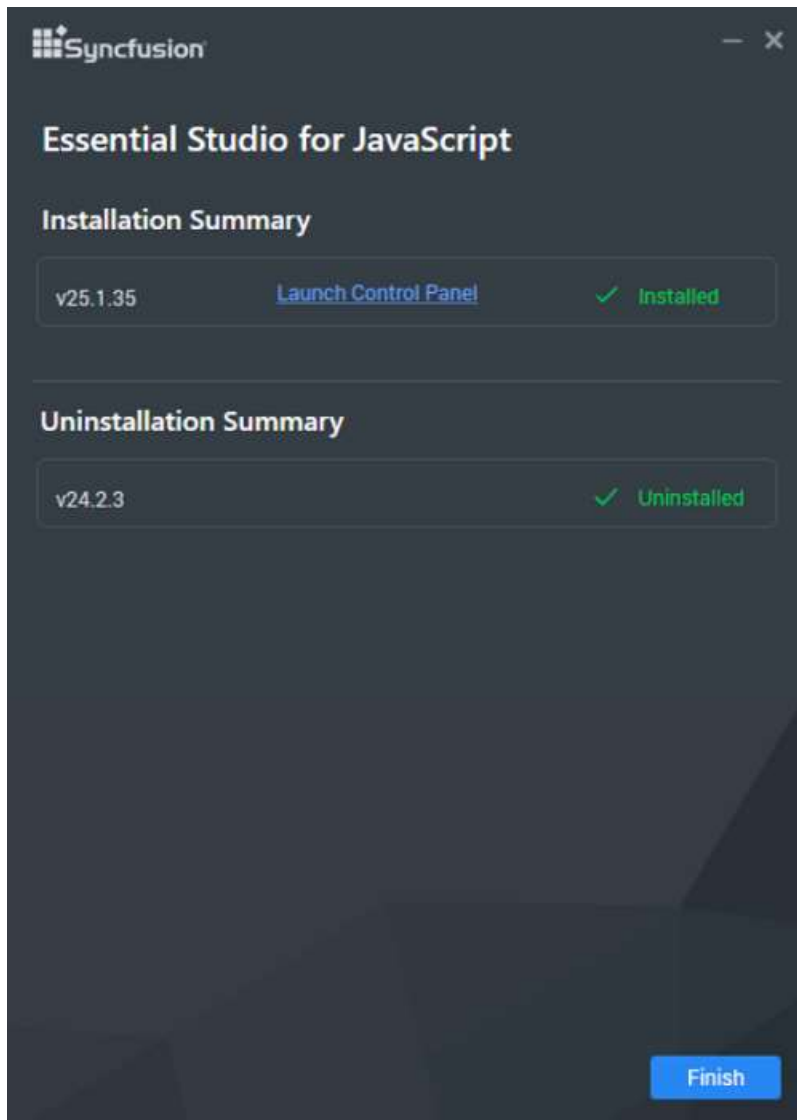 Syncfusion
Essential Studio for JavaScript
Installation Summary
v25.1.35 Launch Control Panel Installed
Uninstallation Summary
v24.2.3 Uninstalled
Finish